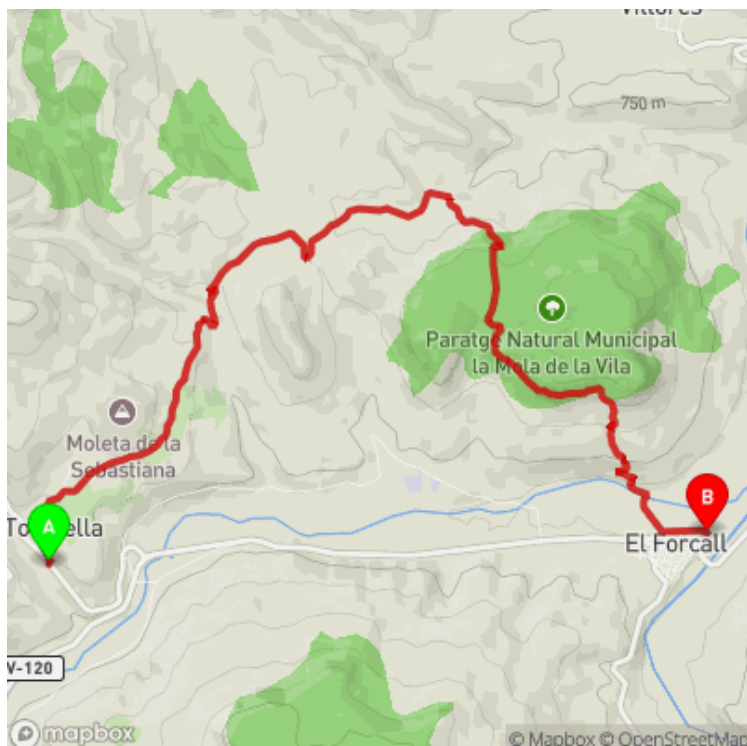 Villores
750 m
Paratge Natural Municipal
la Mola de la Vila
Moleta de la
Sebastiana
A
B
El Forcall
V-120
mapbox
© Mapbox © OpenStreetMap